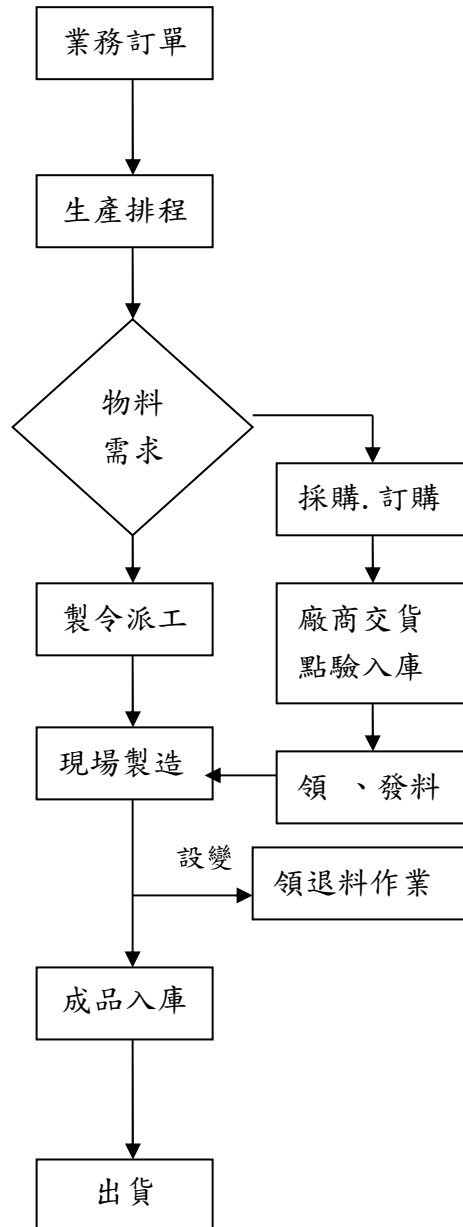 業務訂單
生產排程
物料
需求
採購.訂購
製令派工
廠商交貨
點驗入庫
現場製造
領 、發料
設變
領退料作業
成品入庫
出貨